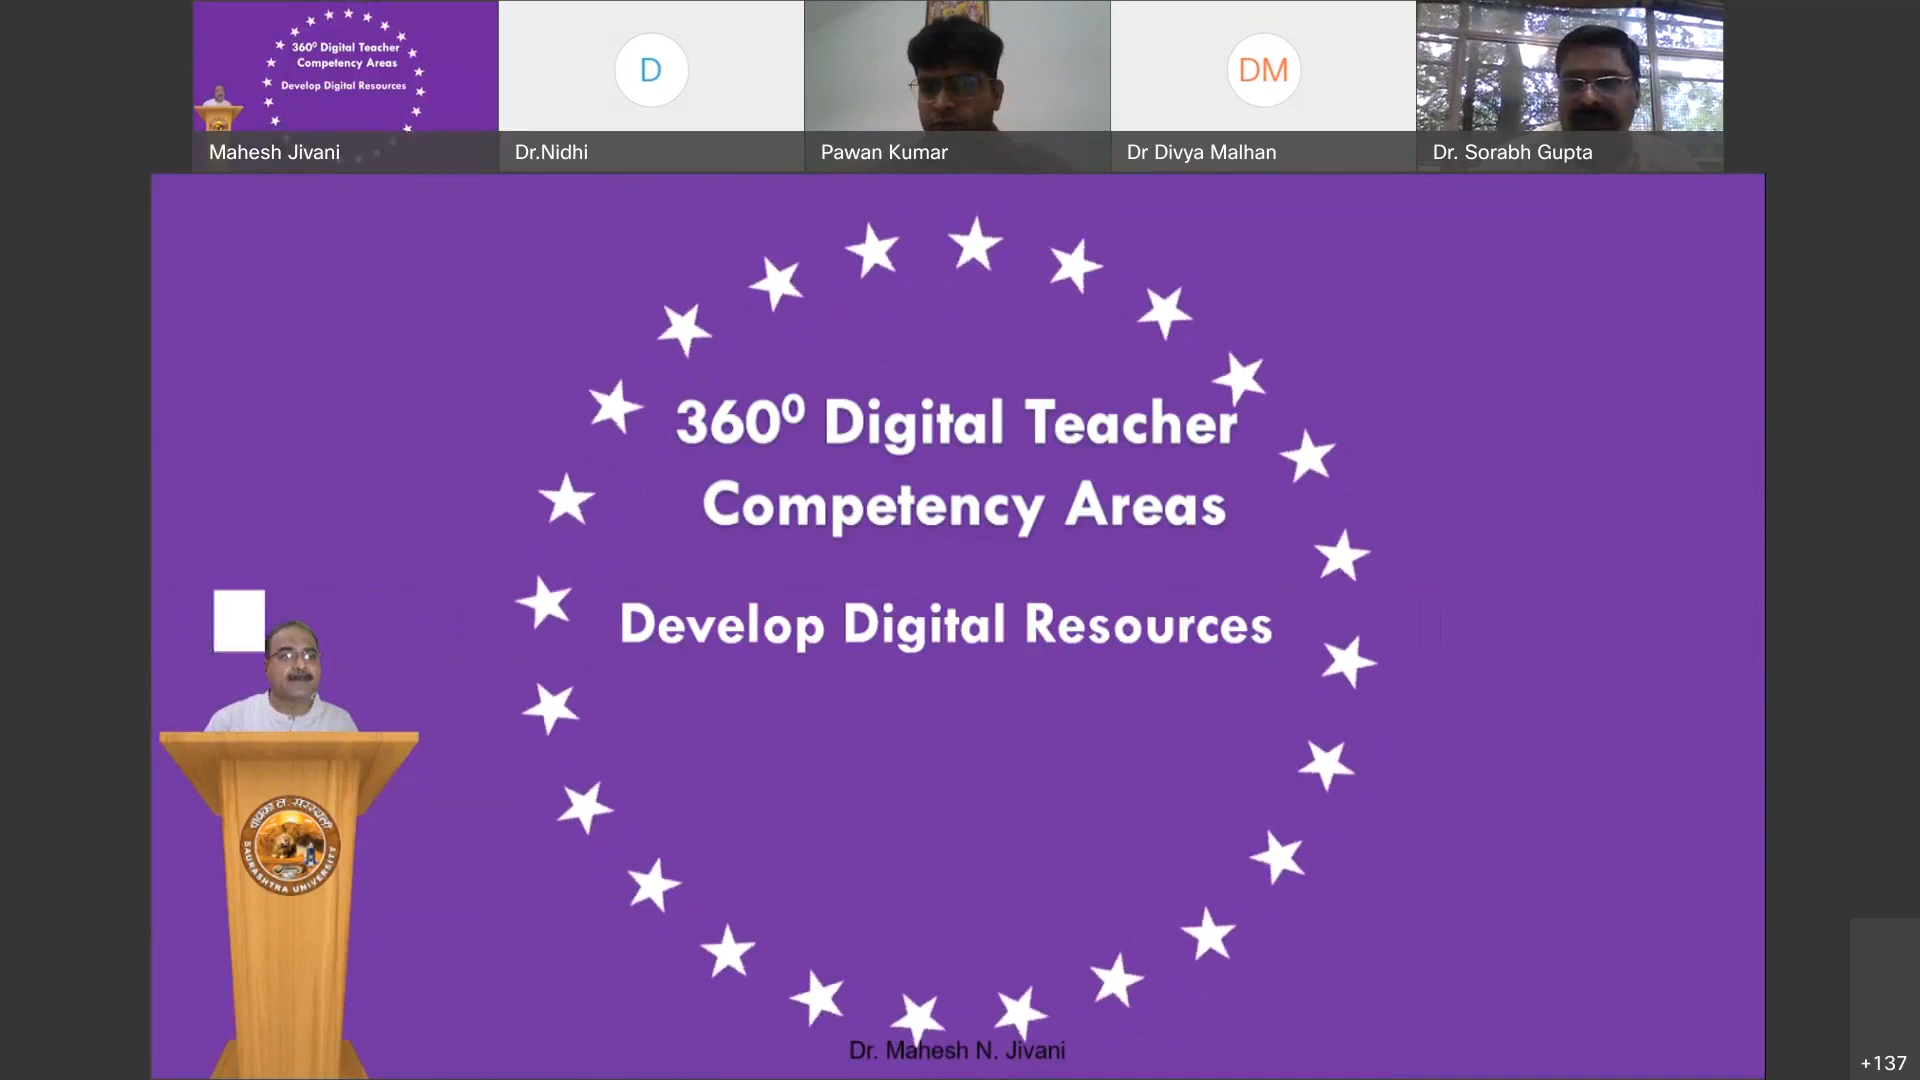 360⁰ Digital Teacher
Competency Areas
Develop Digital Resources
Mahesh Jivani
D
Dr.Nidhi
Pawan Kumar
DM
Dr Divya Malhan
Dr. Sorabh Gupta
360⁰ Digital Teacher
Competency Areas
Develop Digital Resources
SAURASHTRA UNIVERSITY
Dr. Mahesh N. Jivani
+137